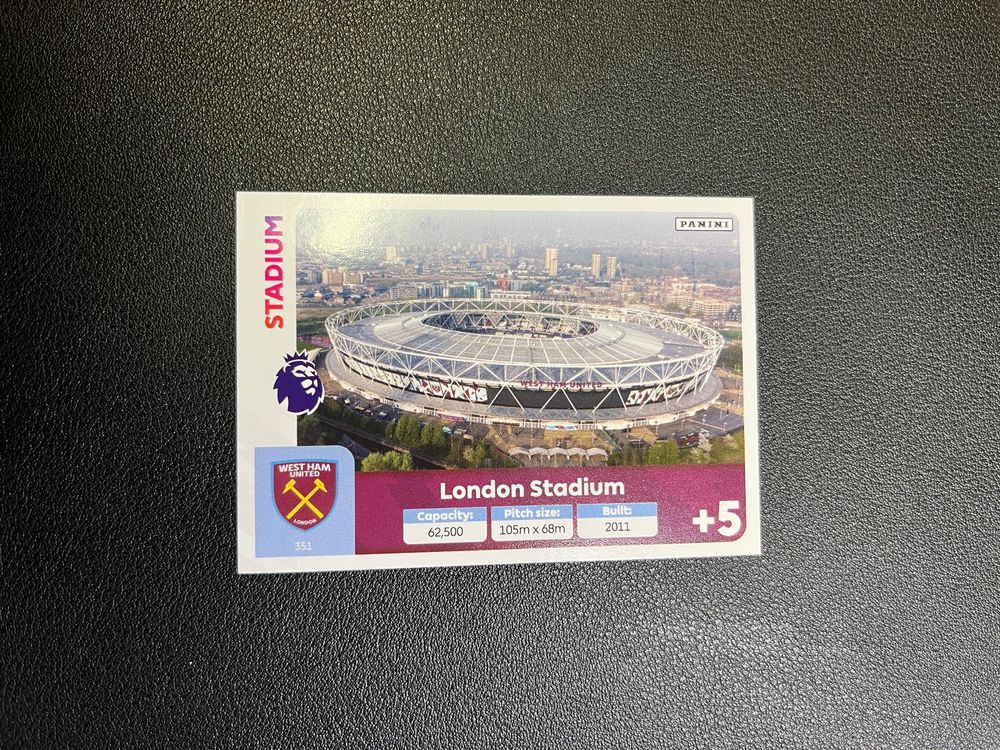 STADIUM
PANINI
WEST HAM UNITED
London Stadium
Capacity:
62,500
Pitch size:
105m x 68m
Built:
2011
+5
WEST HAM
UNITED
LONDON
351